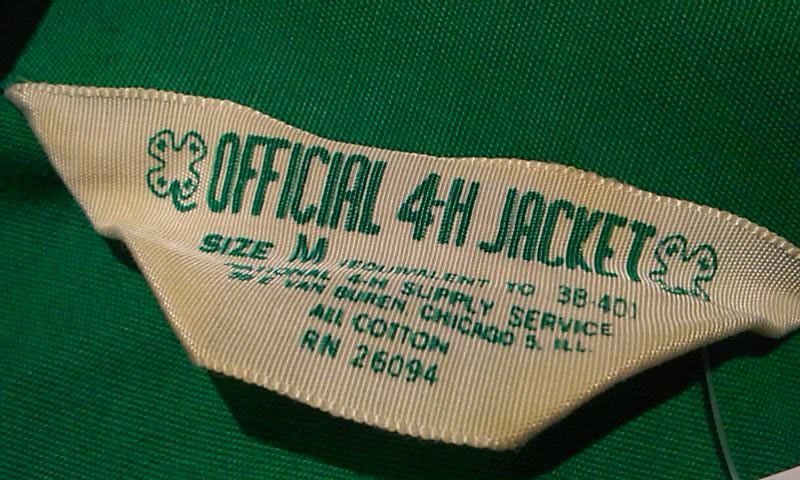 OFFICIAL 4-H JACKET
SIZE M (EQUIVALENT TO 38-40)
NATIONAL 4-H SUPPLY SERVICE
VAN BUREN CHICAGO 5, ILL.
All COTTON
RN 26094